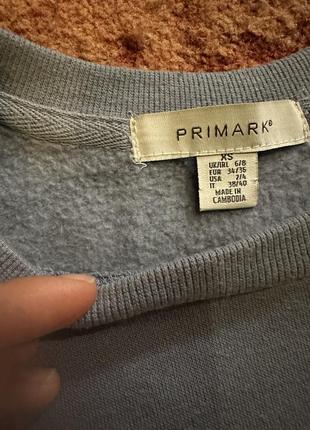 PRIMARK®
XS
UK/IRL 6/8
EUR 34/36
USA 2/4
IT 38/40
MADE IN
CAMBODIA